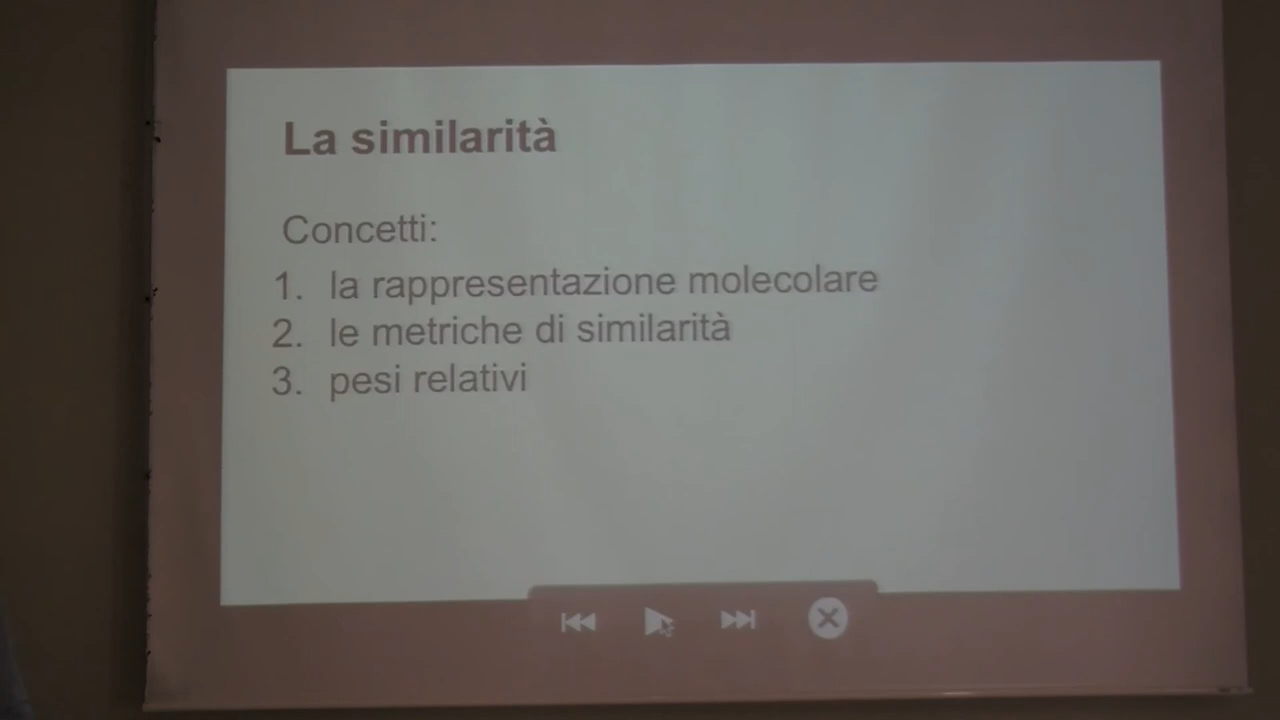 La similarità
Concetti:
1. la rappresentazione molecolare
2. le metriche di similarità
3. pesi relativi